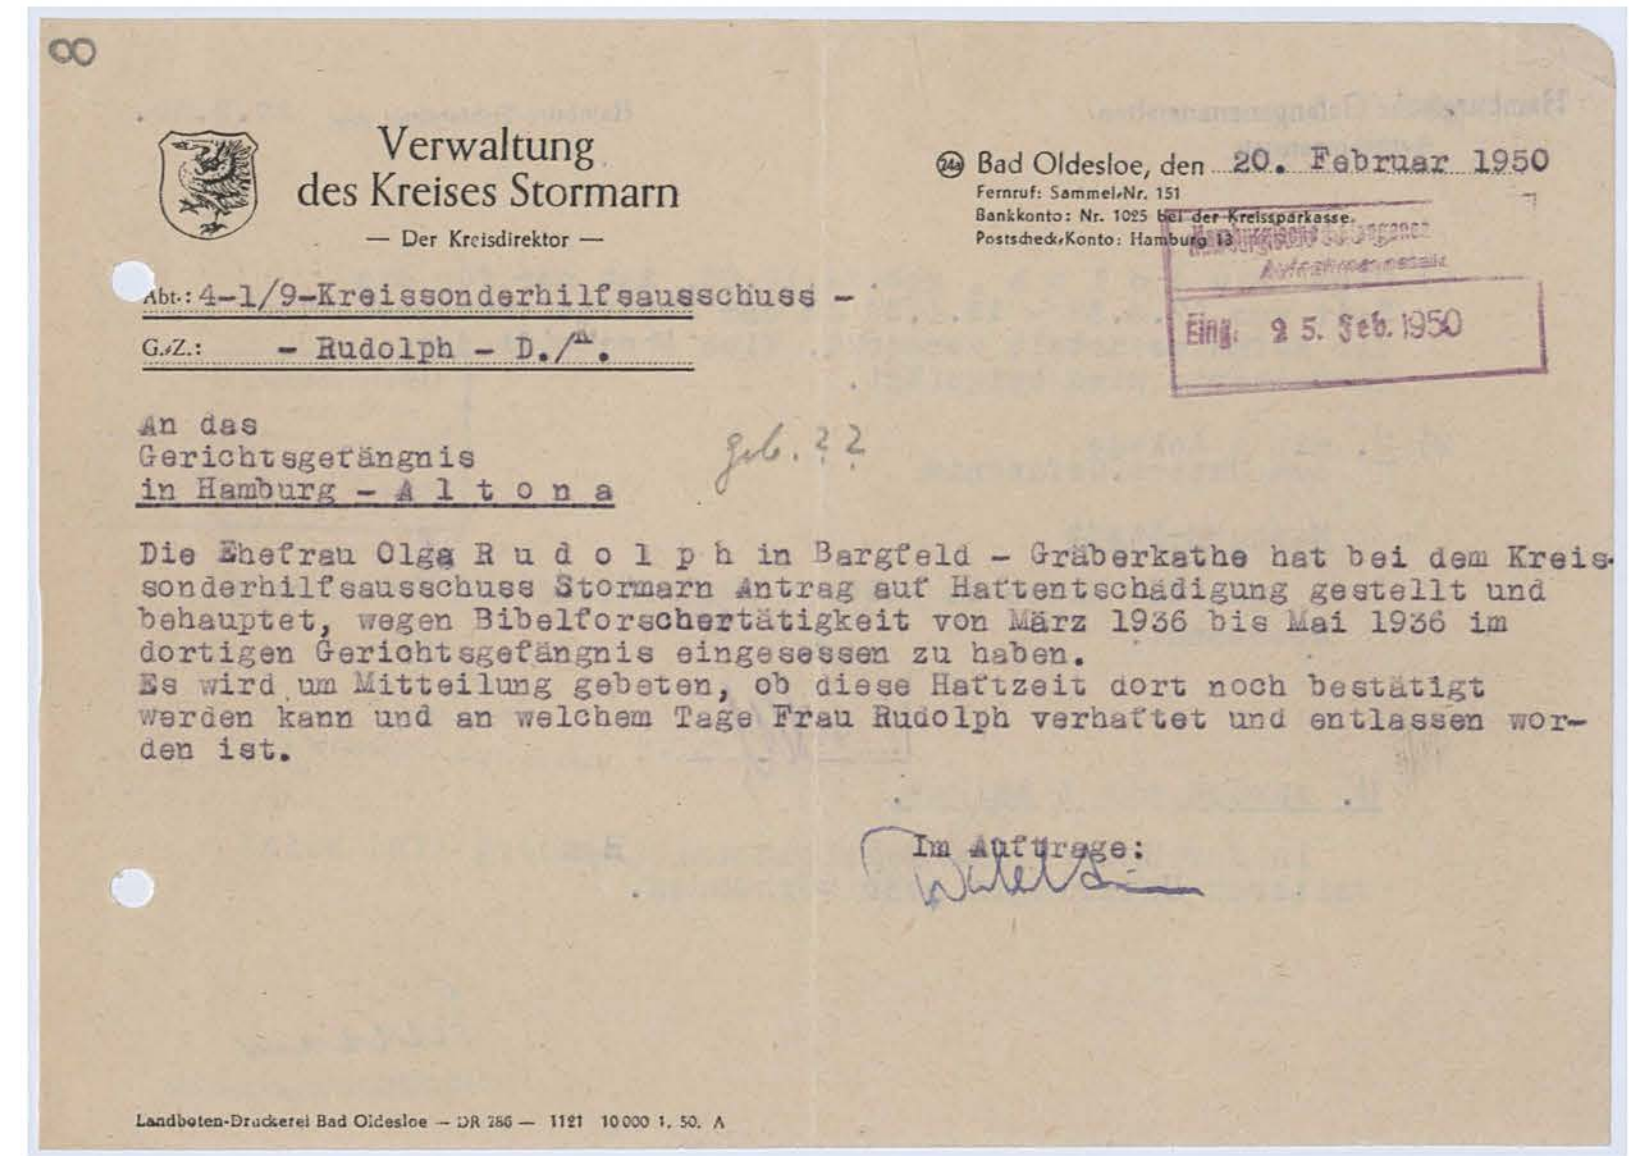 8
Verwaltung
des Kreises Stormarn
— Der Kreisdirektor —
24a Bad Oldesloe, den 20. Februar 1950
Fernruf: Sammel-Nr. 151
Bankkonto: Nr. 1025 bei der Kreissparkasse
Postscheck-Konto: Hamburg 13
Hamburgische Gefangenen
Eing. 25. Feb. 1950
Abt.: 4-1/9-Kreissonderhilfsausschuss -
G.-Z.: - Rudolph - D./
An das
Gerichtsgefängnis
in Hamburg - A l t o n a
geb. ? ?
Die Ehefrau Olga R u d o l p h in Bargfeld - Gräberkathe hat bei dem Kreis-
sonderhilfsausschuss Stormarn Antrag auf Haftentschädigung gestellt und
behauptet, wegen Bibelforschertätigkeit von März 1936 bis Mai 1936 im
dortigen Gerichtsgefängnis eingesessen zu haben.
Es wird um Mitteilung gebeten, ob diese Haftzeit dort noch bestätigt
werden kann und an welchem Tage Frau Rudolph verhaftet und entlassen wor-
den ist.
Im Auftrage:
Landboten-Druckerei Bad Oldesloe — DR 286 — 1121 10000 1. 50. A